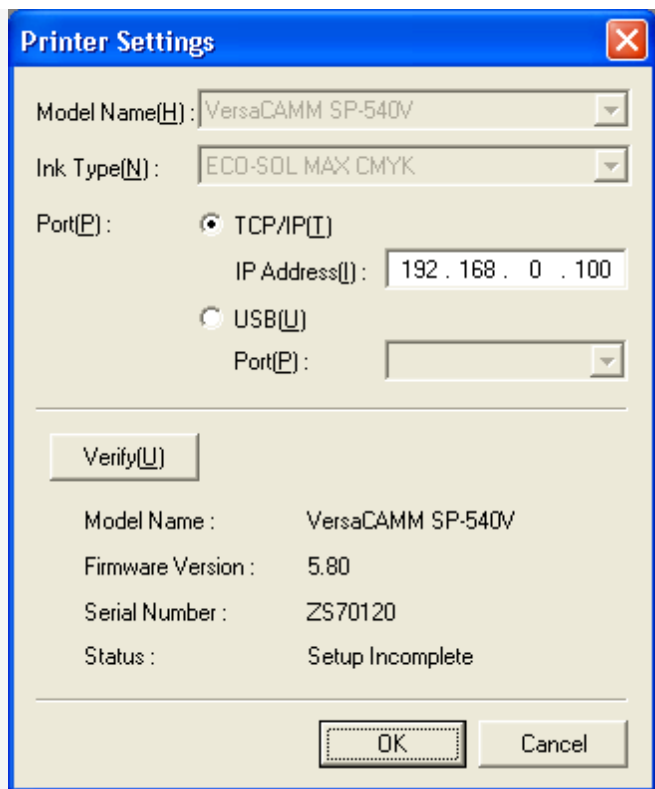 Printer Settings
Model Name(H) : VersaCAMM SP-540V
Ink Type(N) : ECO-SOL MAX CMYK
Port(P) : TCP/IP(T)
IP Address(I) : 192 . 168 . 0 . 100
USB(U)
Port(P) :
Verify(U)
Model Name : VersaCAMM SP-540V
Firmware Version : 5.80
Serial Number : ZS70120
Status : Setup Incomplete
OK Cancel